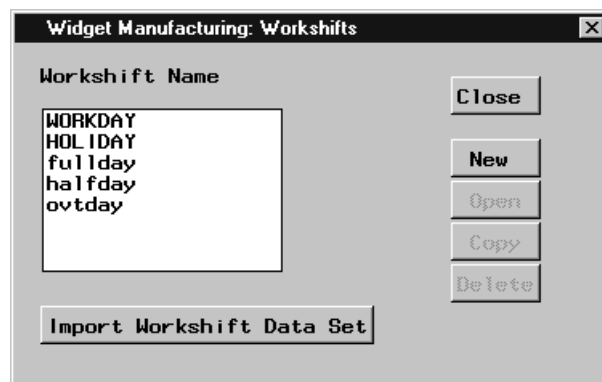 Widget Manufacturing: Workshifts
Workshift Name
WORKDAY
HOLIDAY
fullday
halfday
ovtday
Close
New
Open
Copy
Delete
Import Workshift Data Set